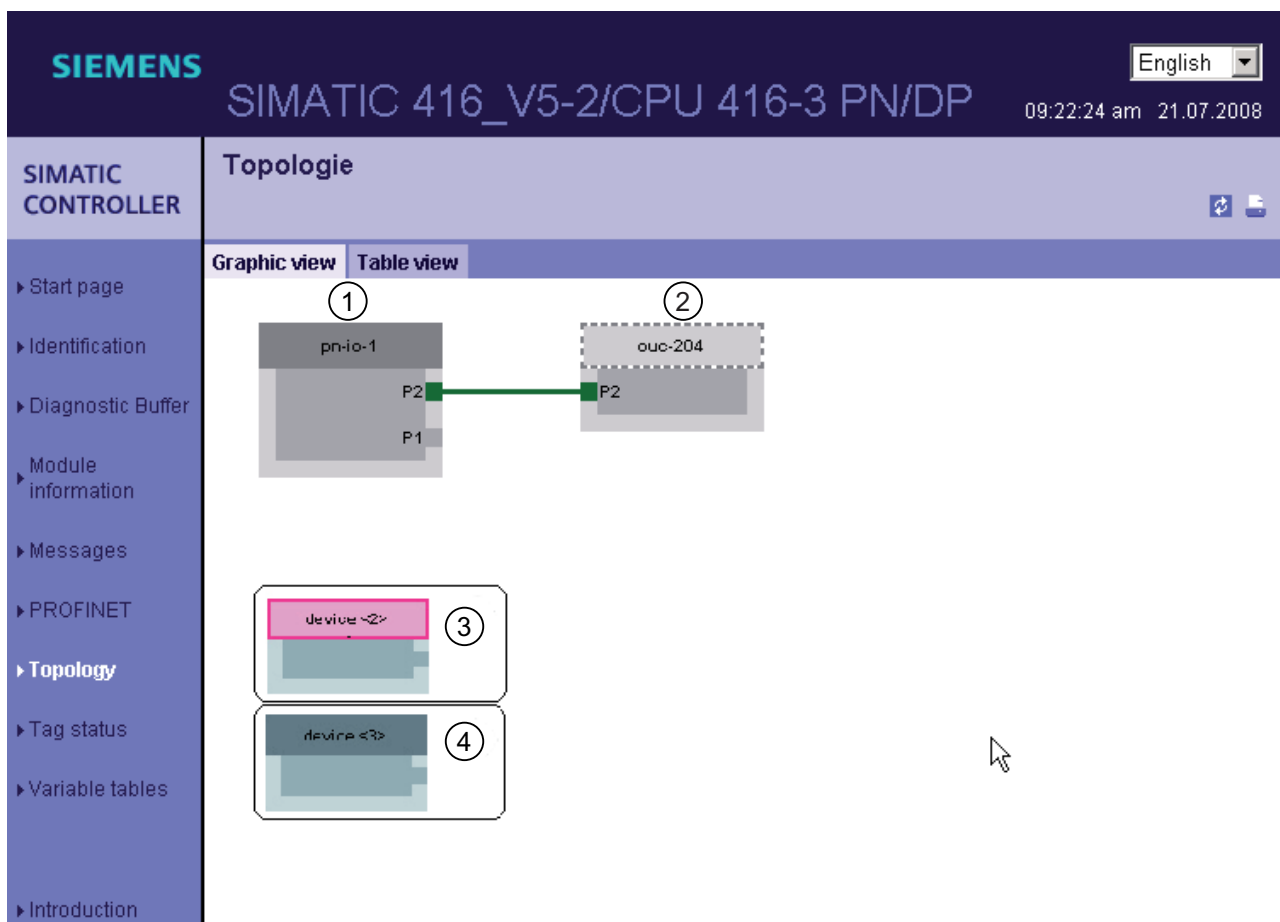 SIEMENS
English
SIMATIC 416_V5-2/CPU 416-3 PN/DP
09:22:24 am 21.07.2008
SIMATIC
CONTROLLER
Topologie
Graphic view
Table view
Start page
Identification
Diagnostic Buffer
Module
information
Messages
PROFINET
Topology
Tag status
Variable tables
Introduction
1
2
pn-io-1
ouc-204
P2
P2
P1
device <2>
3
device <3>
4